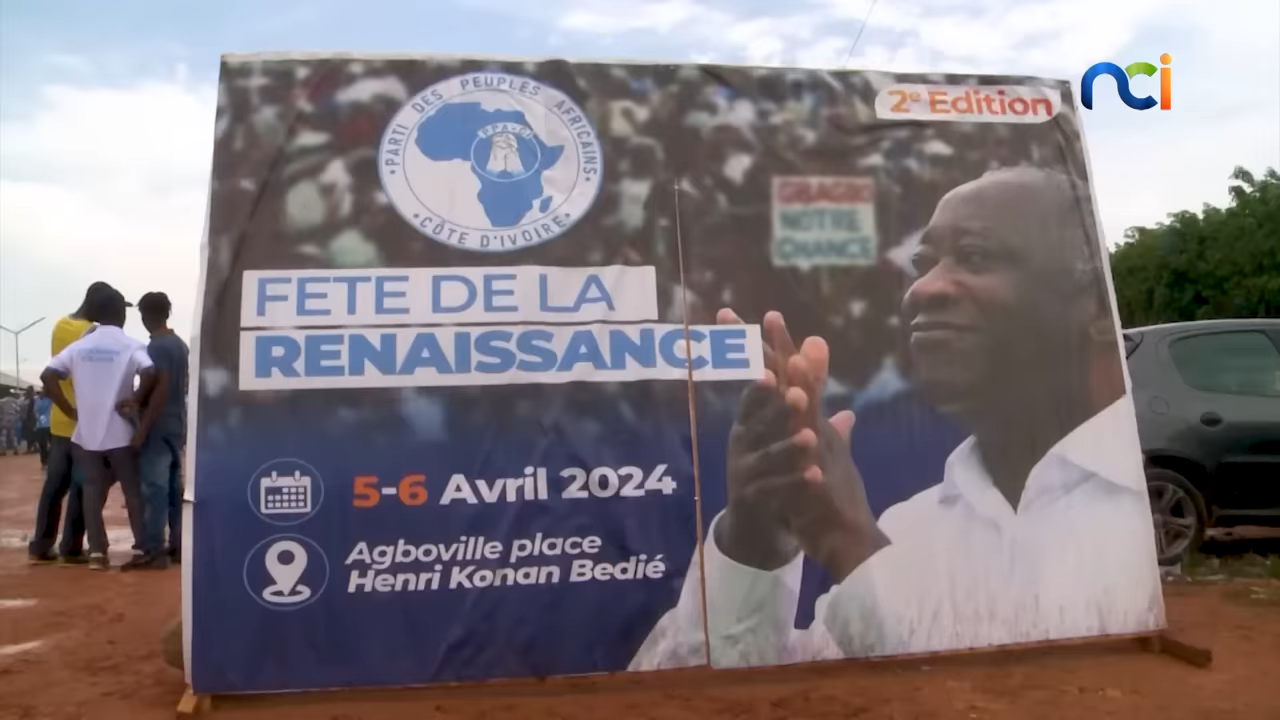 nci
2e Edition
PARTI DES PEUPLES AFRICAINS
PPA-CI
CÔTE D'IVOIRE
GBAGBO
NOTRE
CHANCE
FETE DE LA
RENAISSANCE
5-6 Avril 2024
Agboville place
Henri Konan Bedié